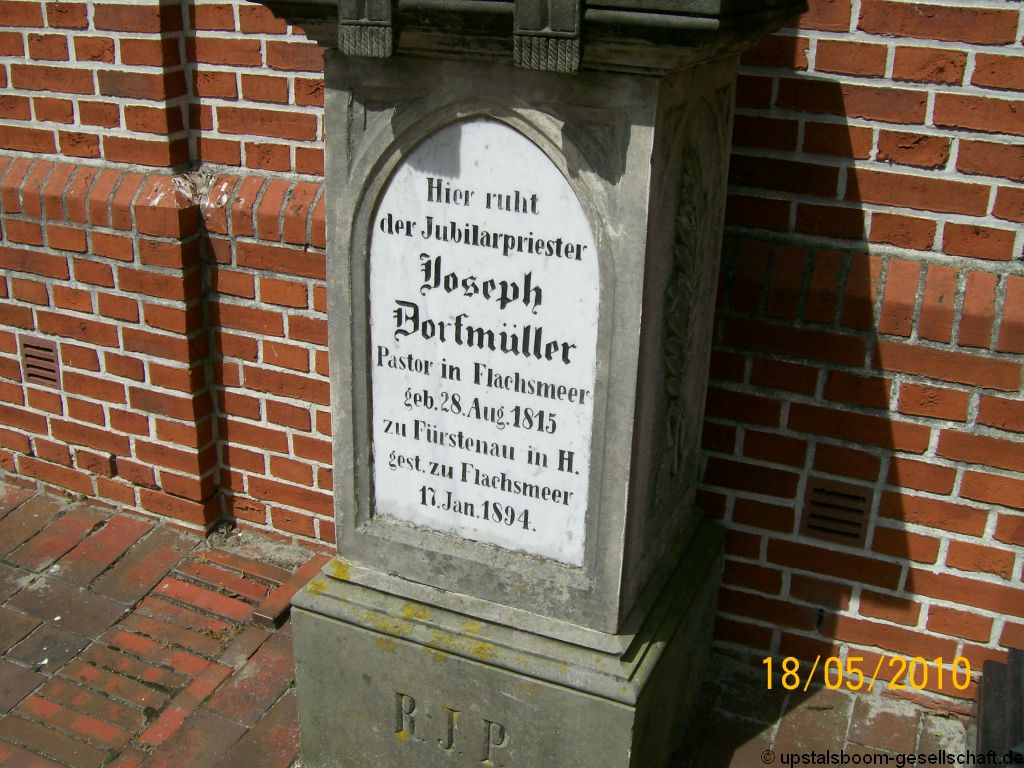 Hier ruht
der Jubilarpriester
Joseph
Dorfmüller
Pastor in Flachsmeer
geb. 28. Aug. 1815
zu Fürstenau in H.
gest. zu Flachsmeer
17. Jan. 1894.
R. J. P.
18/05/2010
© upstalsboom-gesellschaft.de